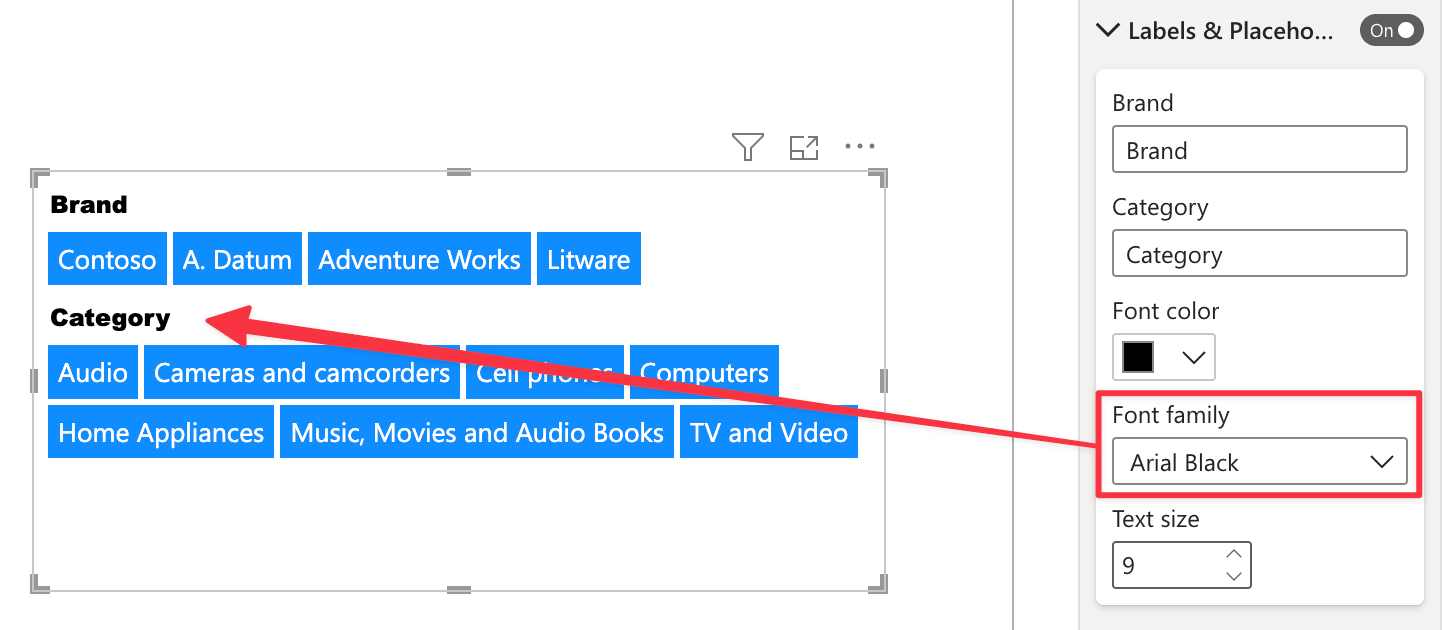 Brand
Contoso A. Datum Adventure Works Litware
Category
Audio Cameras and camcorders Cell phones Computers
Home Appliances Music, Movies and Audio Books TV and Video
Labels & Placeho...
On
Brand
Brand
Category
Category
Font color
Font family
Arial Black
Text size
9